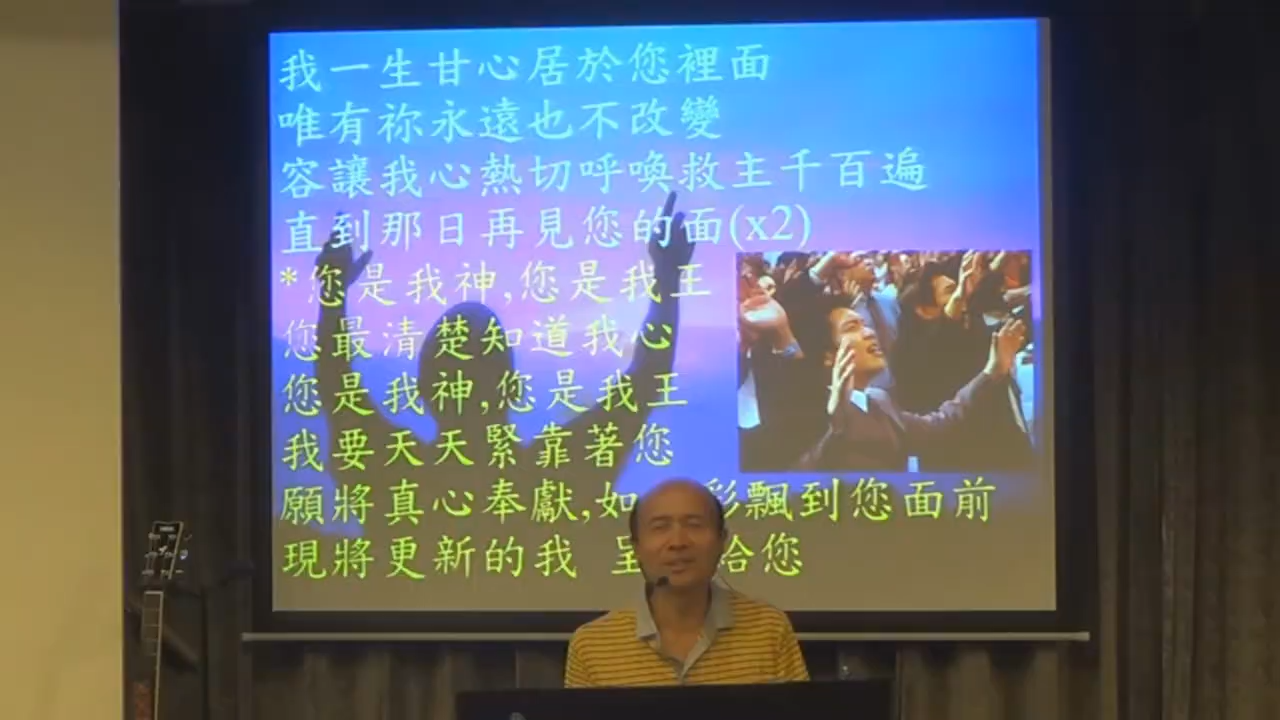 我一生甘心居於您裡面
唯有祢永遠也不改變
容讓我心熱切呼喚救主千百遍
直到那日再見您的面(x2)
*您是我神,您是我王
您最清楚知道我心
您是我神,您是我王
我要天天緊靠著您
願將真心奉獻,如 彩飄到您面前
現將更新的我 呈 給您